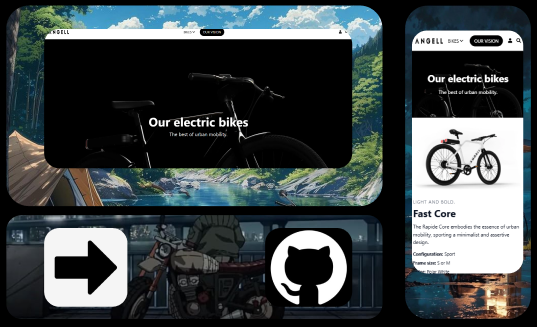 ANGELL
BIKES
OUR VISION
Our electric bikes
The best of urban mobility.
ANGELL
BIKES
OUR VISION
Our electric bikes
The best of urban mobility.
LIGHT AND BOLD.
Fast Core
The Rapide Core embodies the essence of urban
mobility, sporting a minimalist and assertive
design.
Configuration: Sport
Frame size: S or M
Polar White